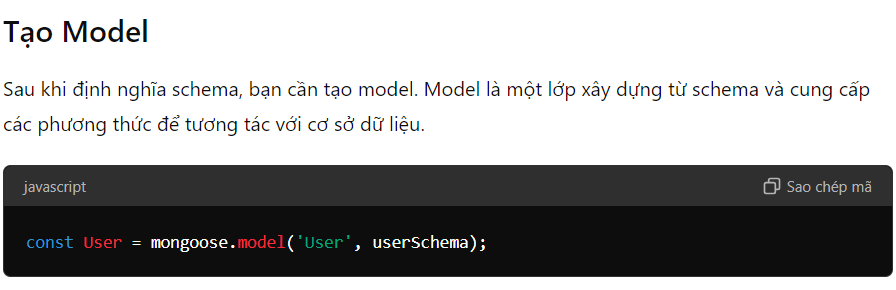 Tạo Model
Sau khi định nghĩa schema, bạn cần tạo model. Model là một lớp xây dựng từ schema và cung cấp
các phương thức để tương tác với cơ sở dữ liệu.
javascript
Sao chép mã
const User = mongoose.model('User', userSchema);